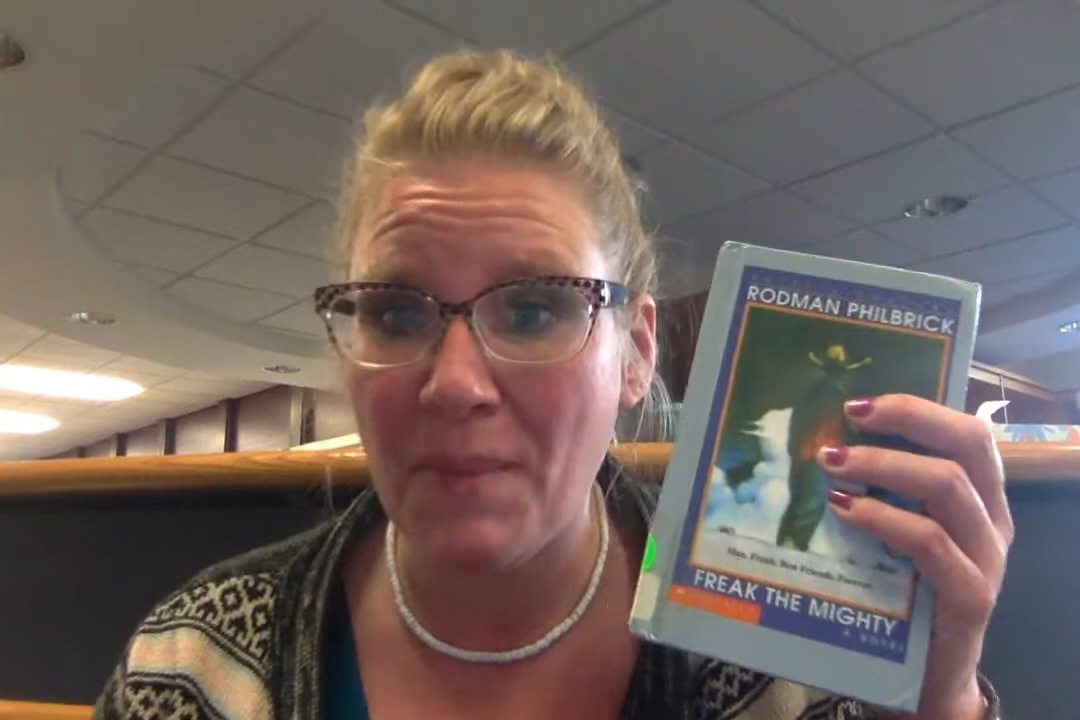 RODMAN PHILBRICK
Max. Freak. Best Friends. Forever.
FREAK THE MIGHTY
A NOVEL